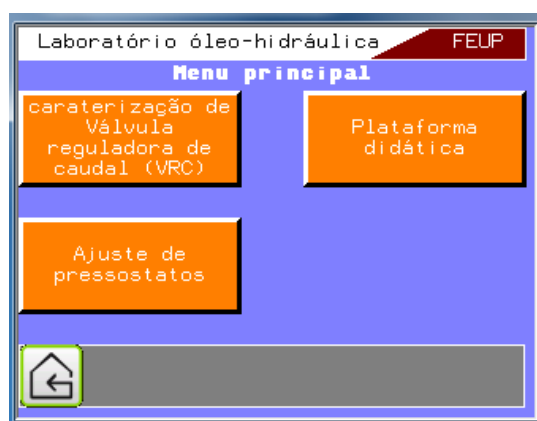 Laboratório óleo-hidráulica FEUP
Menu principal
caraterização de
Válvula
reguladora de
caudal (VRC)
Plataforma
didática
Ajuste de
pressostatos